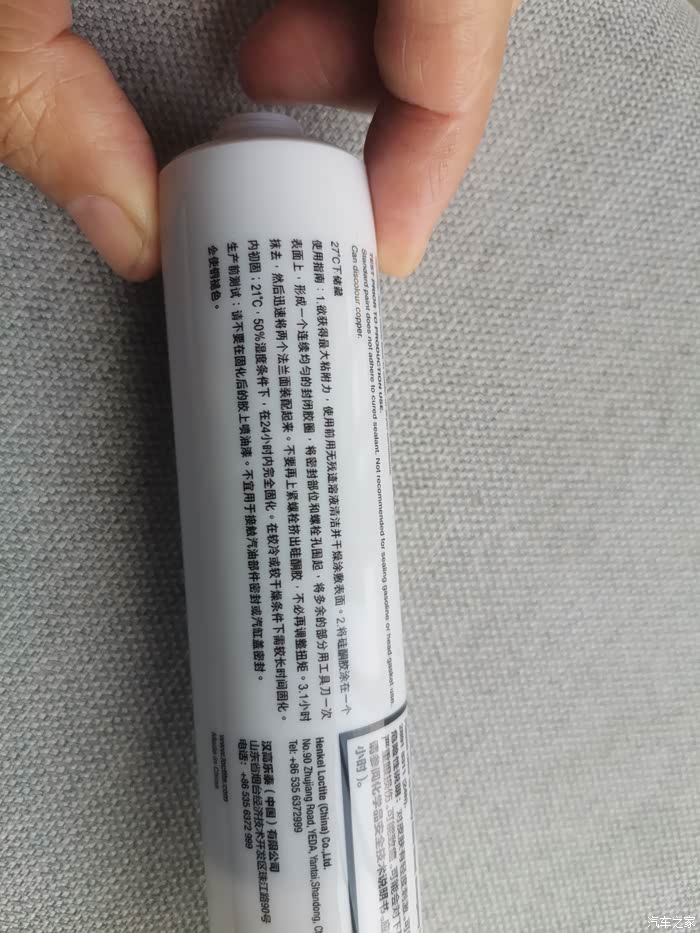 TEST PRIOR TO PRODUCTION USE.
Standard paint does not adhere to cured sealant. Not recommended for sealing gasoline or head gasket use.
Can discolour copper.
27℃下储藏
使用指南：1.欲获得最大粘附力，使用前用无残迹溶液清洁并干燥涂敷表面。2.将硅酮胶涂在一个
表面上，形成一个连续均匀的封闭胶圈，将密封部位和螺栓孔围起，将多余的部分用工具刀一次
抹去，然后迅速将两个法兰面装配起来。不要再上紧螺栓挤出硅酮胶，不必再调整扭矩。3.1小时
内初固；21℃，50%湿度条件下，在24小时内完全固化。在较冷或较干燥条件下需较长时间固化。
生产前测试；请不要在固化后的胶上喷油漆。不宜用于接触汽油部件密封或汽缸盖密封。
会使铜掉色。
小时)。
Henkel Loctite (China) Co.,Ltd.
No.90 Zhujiang Road, YEDA, Yantai,Shandong,
Tel: +86 535 6372999
汉高乐泰（中国）有限公司
山东省烟台经济技术开发区珠江路90号
电话：+86 535 6372 999
www.loctite.com
Made in China
汽车之家